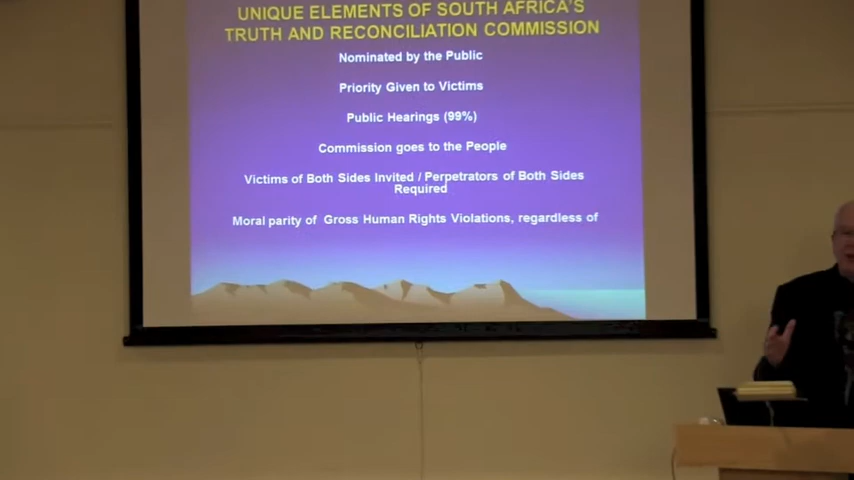 UNIQUE ELEMENTS OF SOUTH AFRICA'S
TRUTH AND RECONCILIATION COMMISSION
Nominated by the Public
Priority Given to Victims
Public Hearings (99%)
Commission goes to the People
Victims of Both Sides Invited / Perpetrators of Both Sides
Required
Moral parity of Gross Human Rights Violations, regardless of